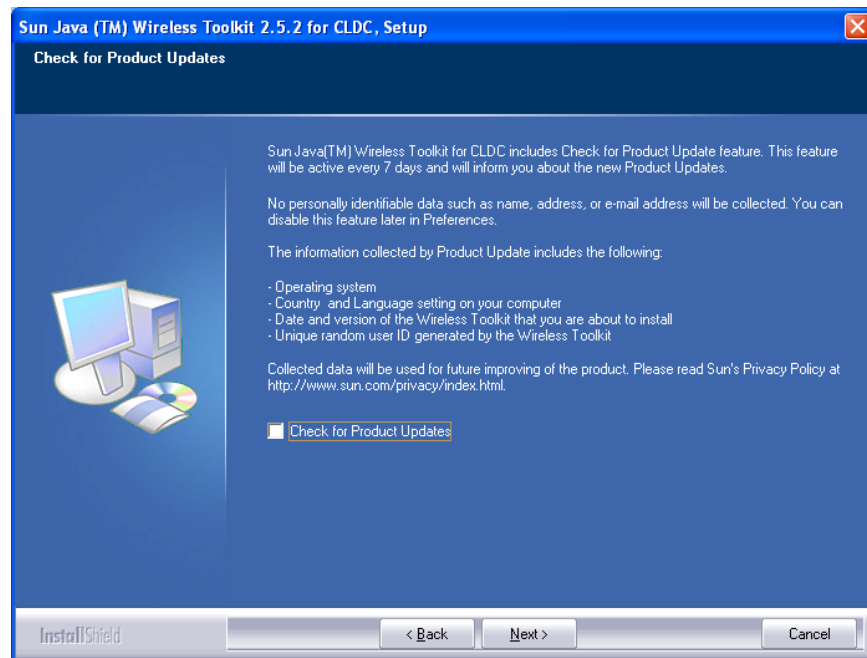 Sun Java (TM) Wireless Toolkit 2.5.2 for CLDC, Setup
Check for Product Updates
Sun Java(TM) Wireless Toolkit for CLDC includes Check for Product Update feature. This feature
will be active every 7 days and will inform you about the new Product Updates.
No personally identifiable data such as name, address, or e-mail address will be collected. You can
disable this feature later in Preferences.
The information collected by Product Update includes the following:
- Operating system
- Country and Language setting on your computer
- Date and version of the Wireless Toolkit that you are about to install
- Unique random user ID generated by the Wireless Toolkit
Collected data will be used for future improving of the product. Please read Sun's Privacy Policy at
http://www.sun.com/privacy/index.html.
Check for Product Updates
InstallShield
< Back
Next >
Cancel